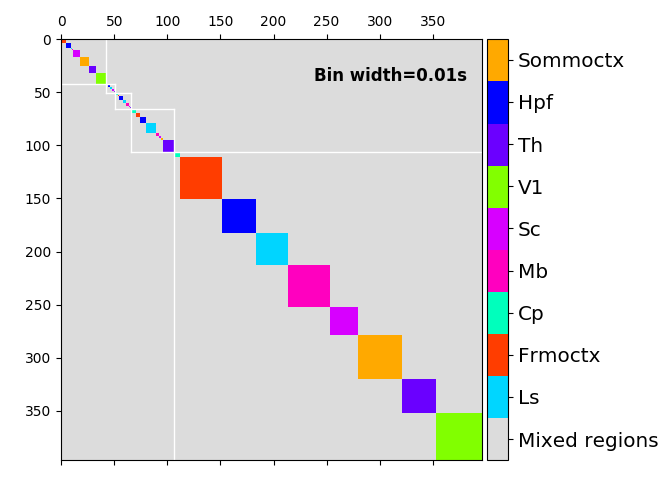 0 50 100 150 200 250 300 350
0
50
100
150
200
250
300
350
Bin width=0.01s
Sommoctx
Hpf
Th
V1
Sc
Mb
Cp
Frmoctx
Ls
Mixed regions